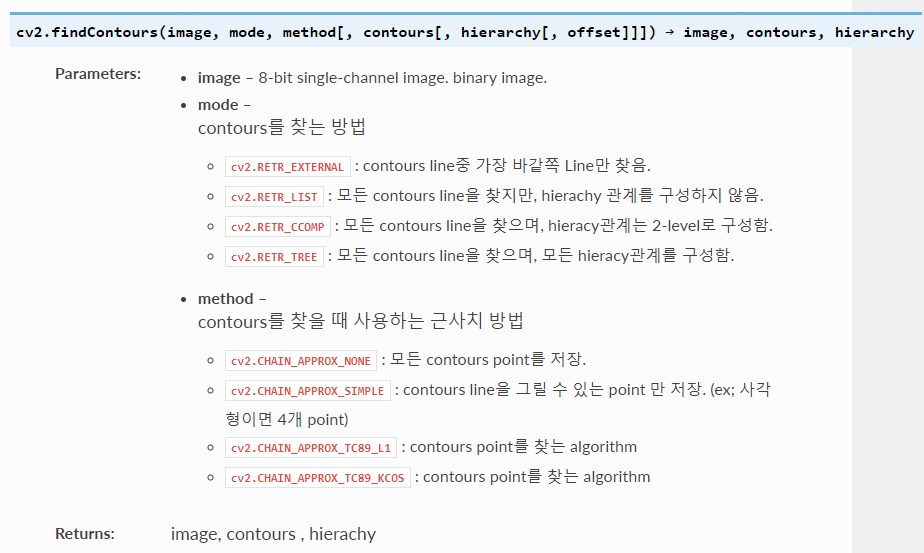 cv2.findContours(image, mode, method[, contours[, hierarchy[, offset]]]) → image, contours, hierarchy
Parameters:
• image – 8-bit single-channel image. binary image.
• mode –
contours를 찾는 방법
cv2.RETR_EXTERNAL : contours line중 가장 바같쪽 Line만 찾음.
cv2.RETR_LIST : 모든 contours line을 찾지만, hierachy 관계를 구성하지 않음.
cv2.RETR_CCOMP : 모든 contours line을 찾으며, hieracy관계는 2-level로 구성함.
cv2.RETR_TREE : 모든 contours line을 찾으며, 모든 hieracy관계를 구성함.
• method –
contours를 찾을 때 사용하는 근사치 방법
cv2.CHAIN_APPROX_NONE : 모든 contours point를 저장.
cv2.CHAIN_APPROX_SIMPLE : contours line을 그릴 수 있는 point 만 저장. (ex; 사각
형이면 4개 point)
cv2.CHAIN_APPROX_TC89_L1 : contours point를 찾는 algorithm
cv2.CHAIN_APPROX_TC89_KCOS : contours point를 찾는 algorithm
Returns: image, contours , hierachy